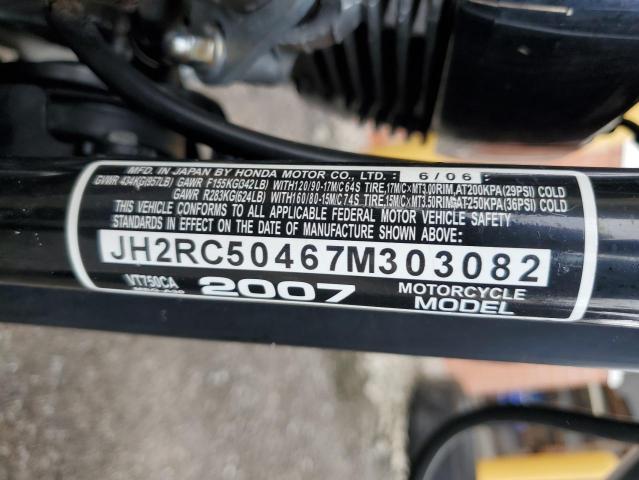 MFD. IN JAPAN BY HONDA MOTOR CO., LTD. 6/06
GVWR 434KG(957LB) GAWR F155KG(342LB) WITH120/90-17M/C 64S TIRE,17M/C×MT3.00RIM,AT200KPA(29PSI) COLD
GAWR R283KG(624LB) WITH160/80-15M/C74S TIRE,15M/C×MT3.50RIM,AT250KPA(36PSI) COLD
THIS VEHICLE CONFORMS TO ALL APPLICABLE FEDERAL MOTOR VEHICLE SAFETY
STANDARDS IN EFFECT ON THE DATE OF MANUFACTURE SHOWN ABOVE.
JH2RC50467M303082
VT750CA 2007 MOTORCYCLE
MODEL